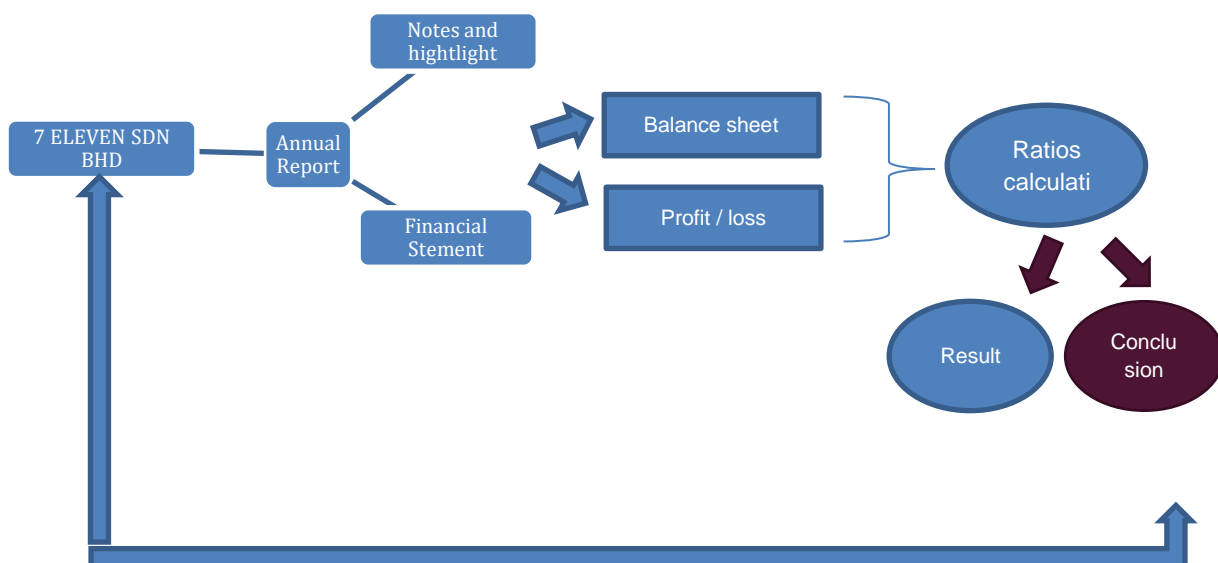 Notes and
hightlight
7 ELEVEN SDN
BHD
Annual
Report
Financial
Stement
Balance sheet
Profit / loss
Ratios
calculati
Result
Conclu
sion